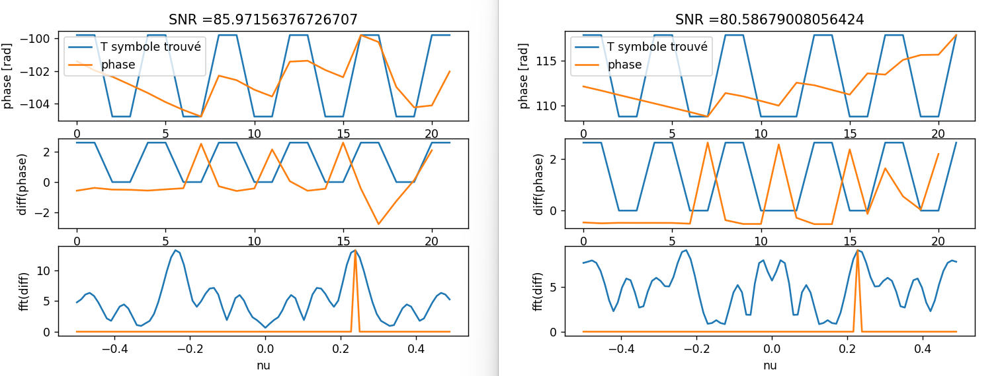 SNR =85.97156376726707
T symbole trouvé
phase
phase [rad]
−100
−102
−104
0 5 10 15 20
diff(phase)
2
0
−2
0 5 10 15 20
fft(diff)
10
5
0
−0.4 −0.2 0.0 0.2 0.4
nu
SNR =80.58679008056424
T symbole trouvé
phase
phase [rad]
115
110
0 5 10 15 20
diff(phase)
2
0
0 5 10 15 20
fft(diff)
5
0
−0.4 −0.2 0.0 0.2 0.4
nu